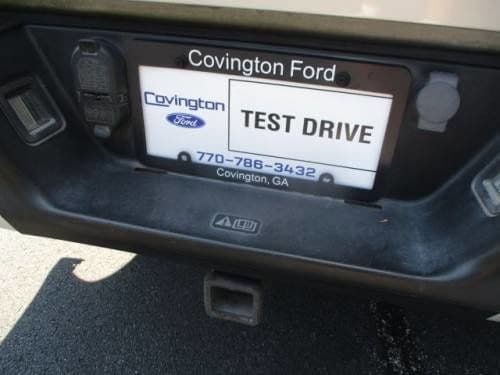 Covington Ford
Covington
Ford
TEST DRIVE
770-786-3432
Covington, GA